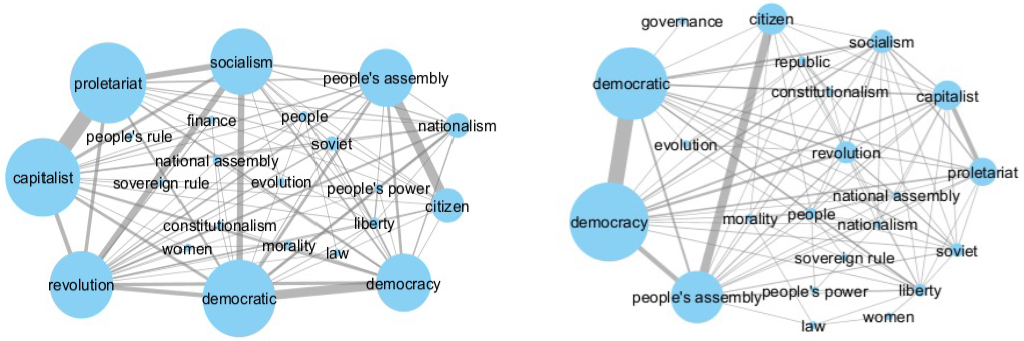 socialism
proletariat
people's assembly
finance
people
nationalism
people's rule
soviet
national assembly
capitalist
sovereign rule
evolution
people's power
citizen
constitutionalism
liberty
women
morality
law
revolution
democratic
democracy
governance
citizen
socialism
republic
democratic
constitutionalism
capitalist
evolution
revolution
proletariat
national assembly
democracy
morality
people
nationalism
soviet
sovereign rule
people's assembly
people's power
liberty
women
law